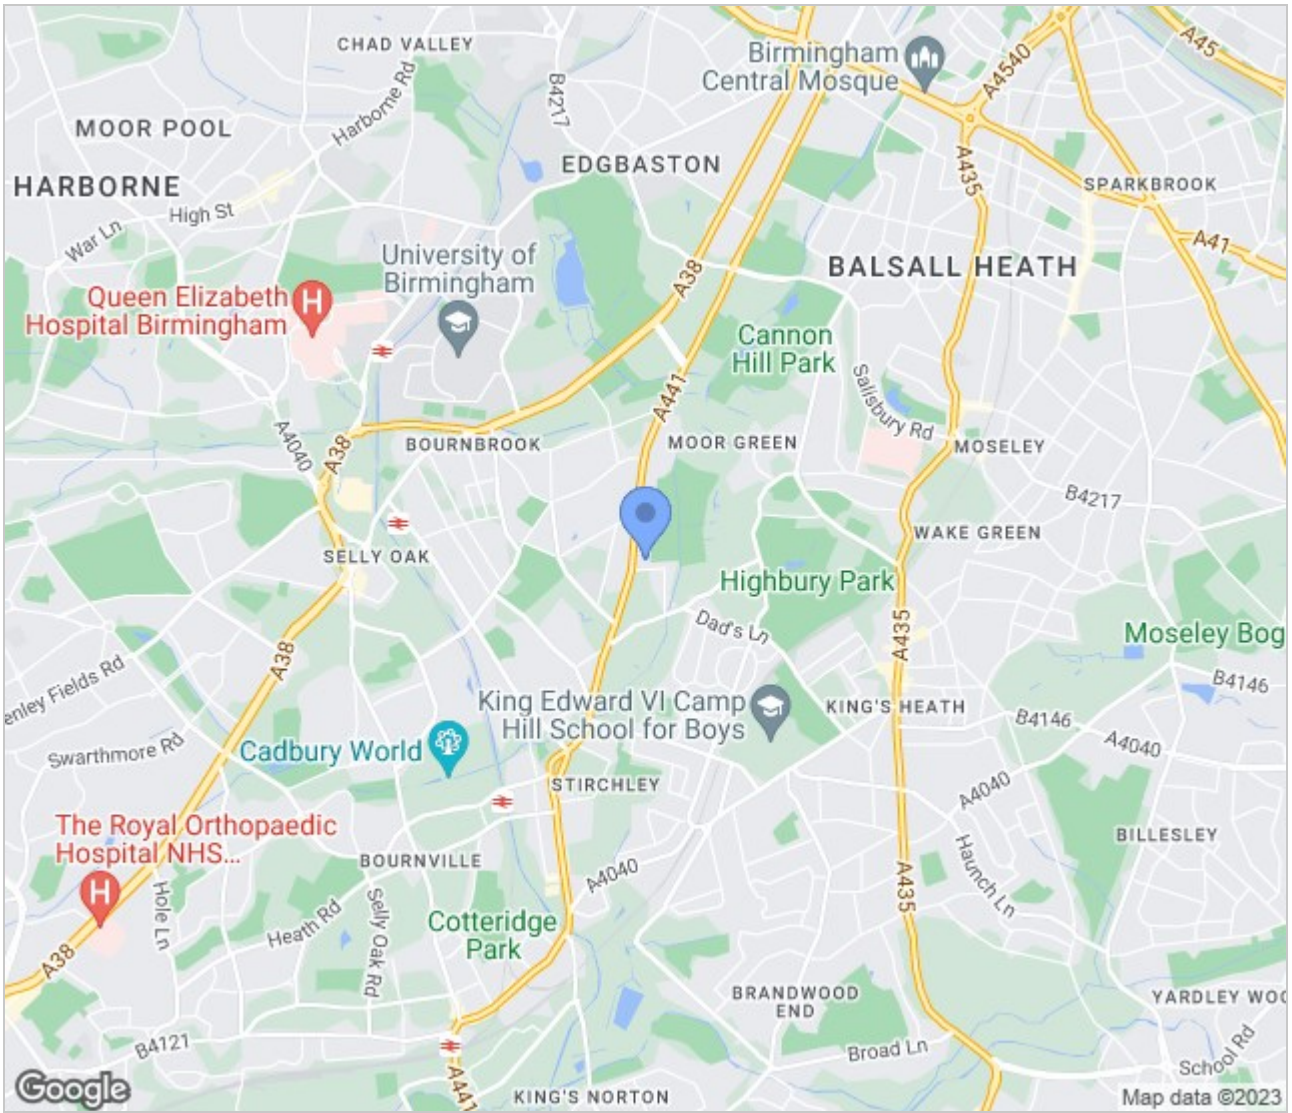 CHAD VALLEY
Birmingham
Central Mosque
A45
A4540
B4217
Harborne Rd
MOOR POOL
EDGBASTON
A435
SPARKBROOK
HARBORNE
High St
War Ln
A41
University of
Birmingham
A38
BALSALL HEATH
Queen Elizabeth
Hospital Birmingham
H
Cannon
Hill Park
A441
Salisbury Rd
A4040
A38
BOURNBROOK
MOOR GREEN
MOSELEY
B4217
WAKE GREEN
SELLY OAK
Highbury Park
Dad's Ln
A435
Moseley Bog
A38
enley Fields Rd
B4146
King Edward VI Camp
Hill School for Boys
KING'S HEATH
B4146
A4040
Swarthmore Rd
Cadbury World
STIRCHLEY
A4040
The Royal Orthopaedic
Hospital NHS...
H
BOURNVILLE
A4040
BILLESLEY
Haunch Ln
A435
Hole Ln
Heath Rd
Selly Oak Rd
Cotteridge
Park
A38
BRANDWOOD
END
YARDLEY WOO
B4121
Broad Ln
School Rd
A441
KING'S NORTON
Google
Map data ©2023